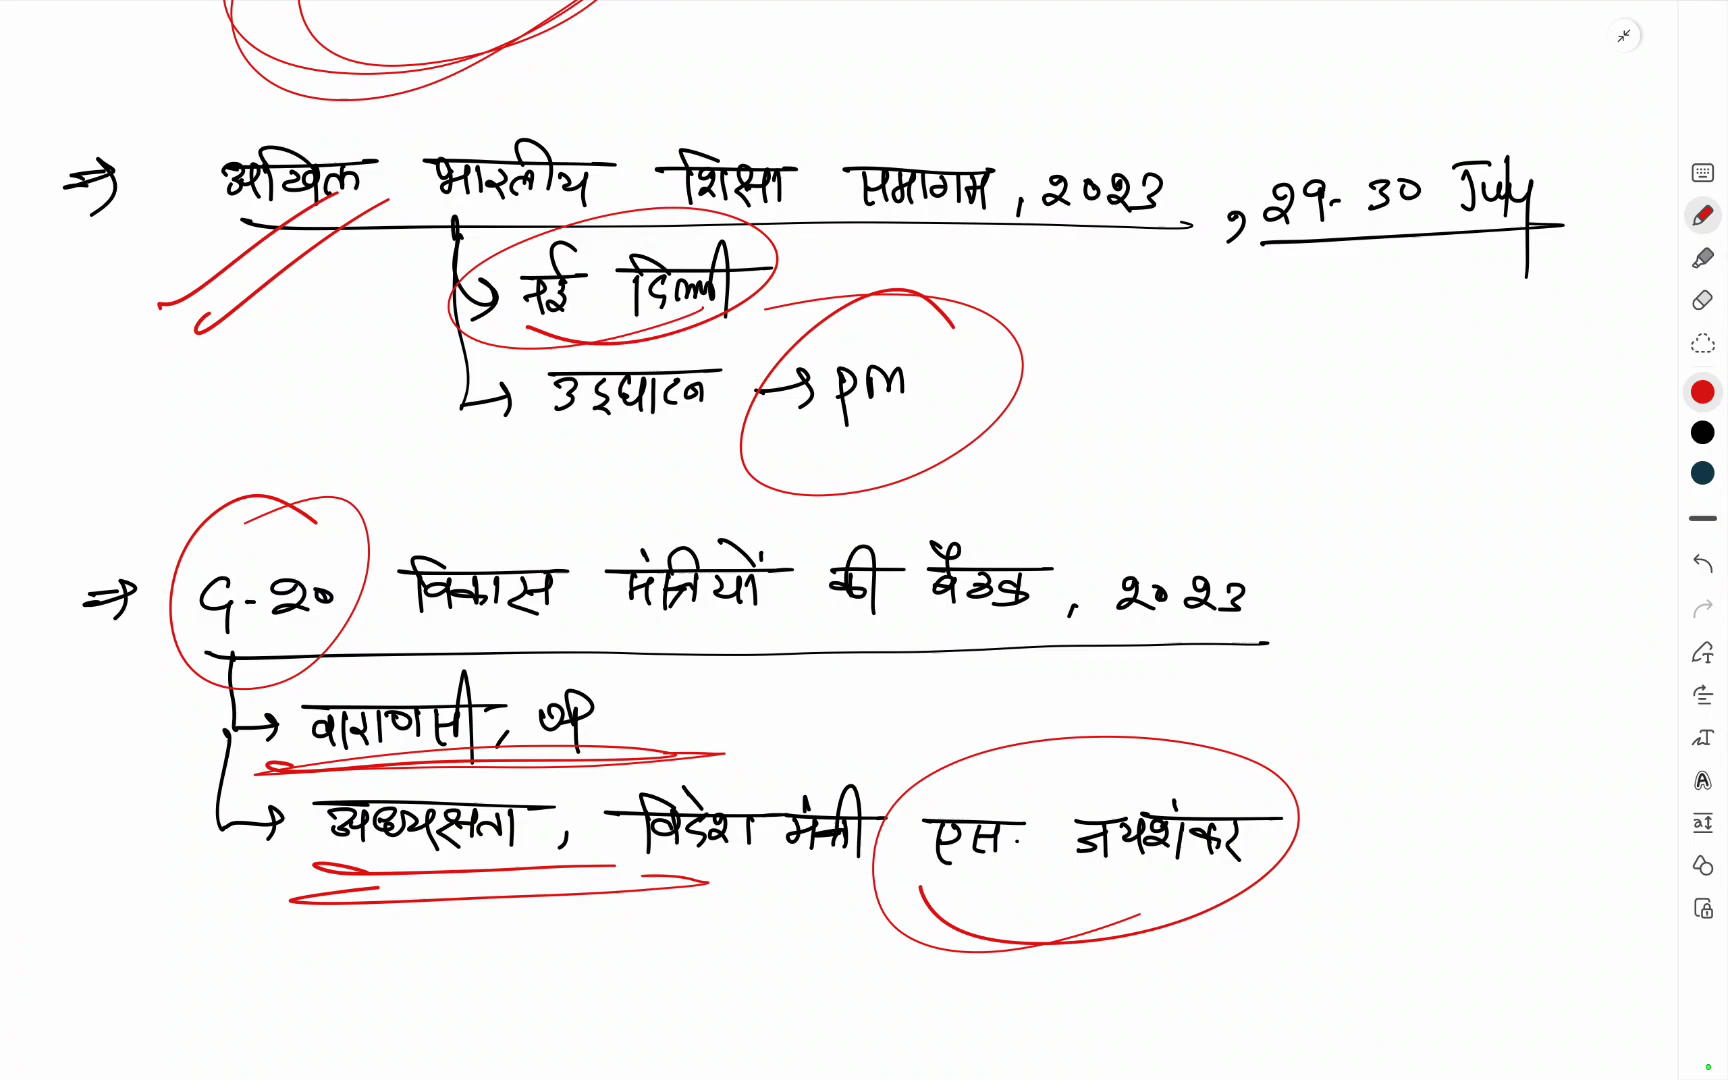 ⇒ अखिल भारतीय शिक्षा समागम, 2023, 29-30 July
→ नई दिल्ली
→ उद्घाटन → PM
⇒ G-20 विकास मंत्रियों की बैठक, 2023
→ वाराणसी, UP
→ अध्यक्षता, विदेश मंत्री एस. जयशंकर